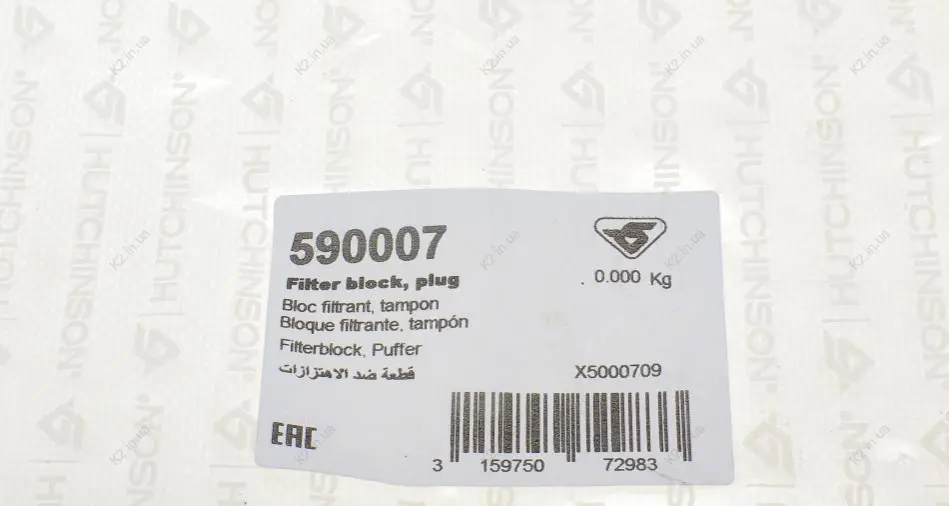 HUTCHINSON®
590007
Filter block, plug
Bloc filtrant, tampon
Bloque filtrante, tampón
Filterblock, Puffer
قطعة ضد الاهتزازات
0.000 Kg
X5000709
EAC
3 159750 72983
K2.in.ua